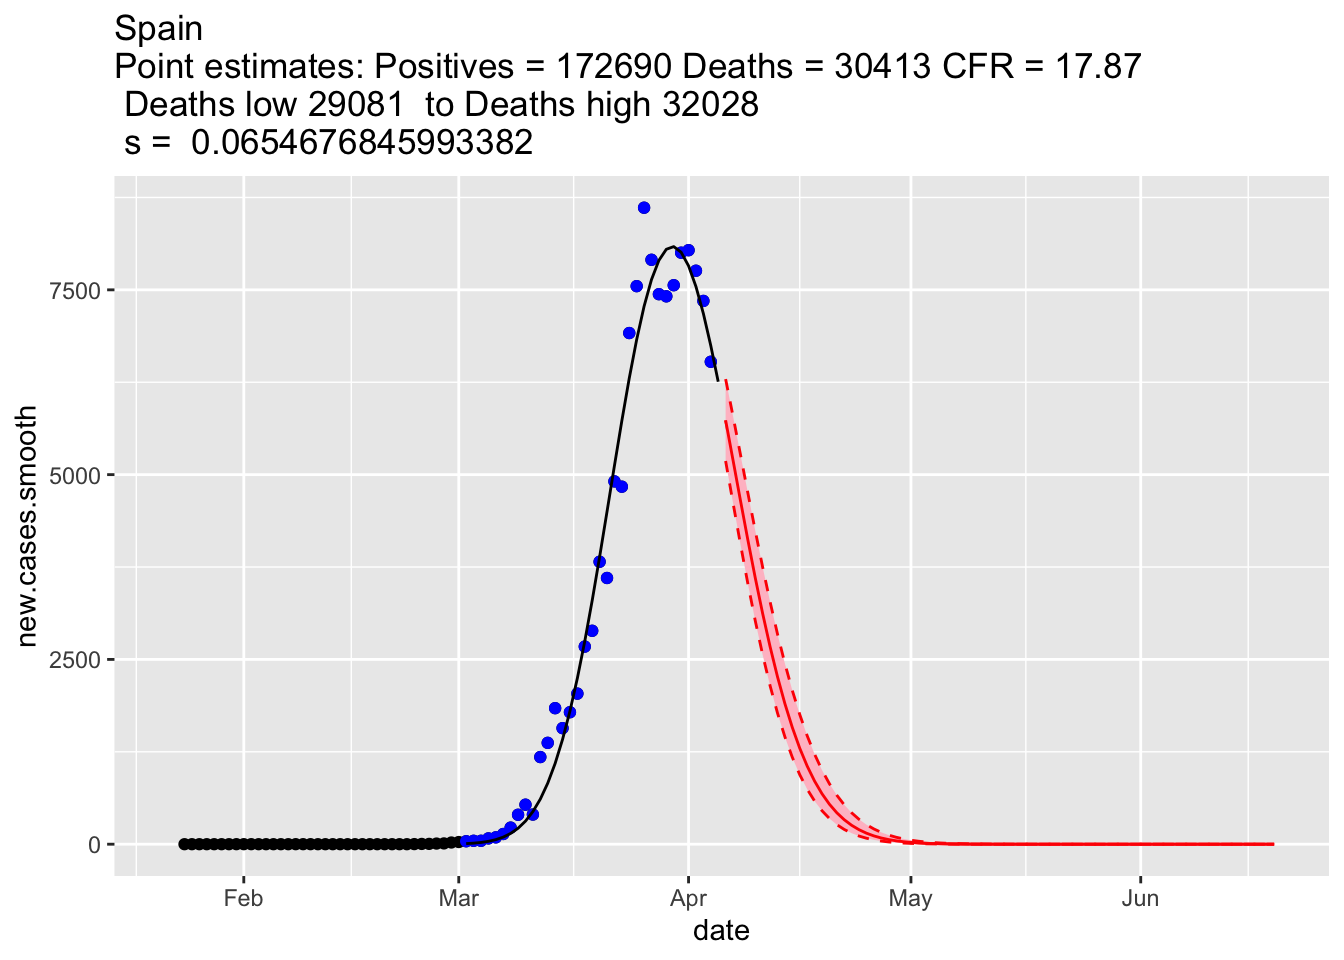 Spain
Point estimates: Positives = 172690 Deaths = 30413 CFR = 17.87
Deaths low 29081  to Deaths high 32028
s =  0.0654676845993382
new.cases.smooth
7500
5000
2500
0
Feb Mar Apr May Jun
date